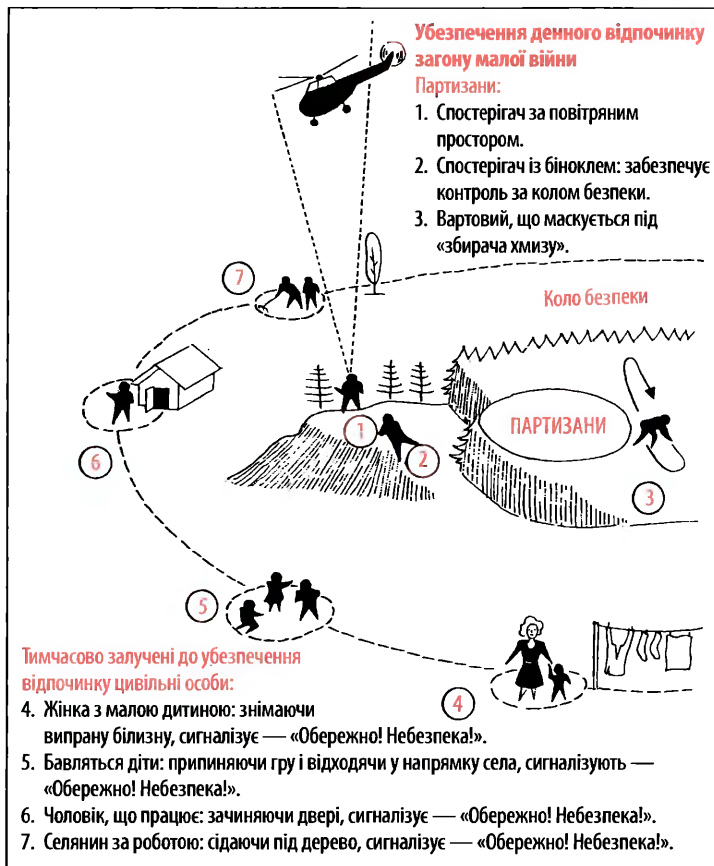 Убезпечення денного відпочинку
загону малої війни
Партизани:
1. Спостерігач за повітряним
простором.
2. Спостерігач із біноклем: забезпечує
контроль за колом безпеки.
3. Вартовий, що маскується під
«збирача хмизу».
7
Коло безпеки
ПАРТИЗАНИ
1
2
6
3
5
Тимчасово залучені до убезпечення
відпочинку цивільні особи:
4
4. Жінка з малою дитиною: знімаючи
випрану білизну, сигналізує — «Обережно! Небезпека!».
5. Бавляться діти: припиняючи гру і відходячи у напрямку села, сигналізують —
«Обережно! Небезпека!».
6. Чоловік, що працює: зачиняючи двері, сигналізує — «Обережно! Небезпека!».
7. Селянин за роботою: сідаючи під дерево, сигналізує — «Обережно! Небезпека!».